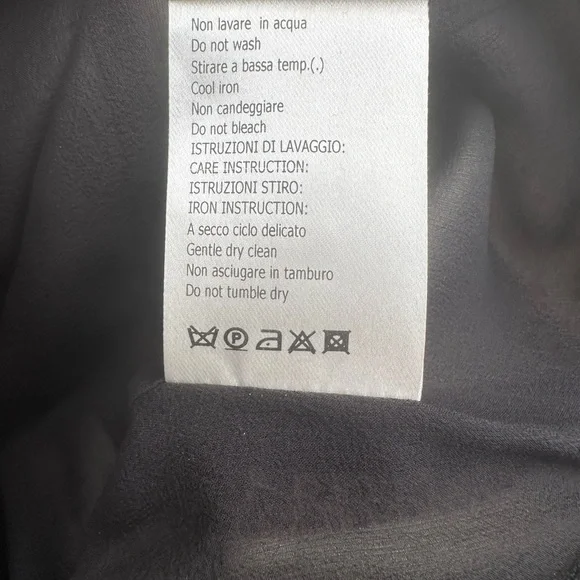 Non lavare in acqua
Do not wash
Stirare a bassa temp.(.)
Cool iron
Non candeggiare
Do not bleach
ISTRUZIONI DI LAVAGGIO:
CARE INSTRUCTION:
ISTRUZIONI STIRO:
IRON INSTRUCTION:
A secco ciclo delicato
Gentle dry clean
Non asciugare in tamburo
Do not tumble dry
P